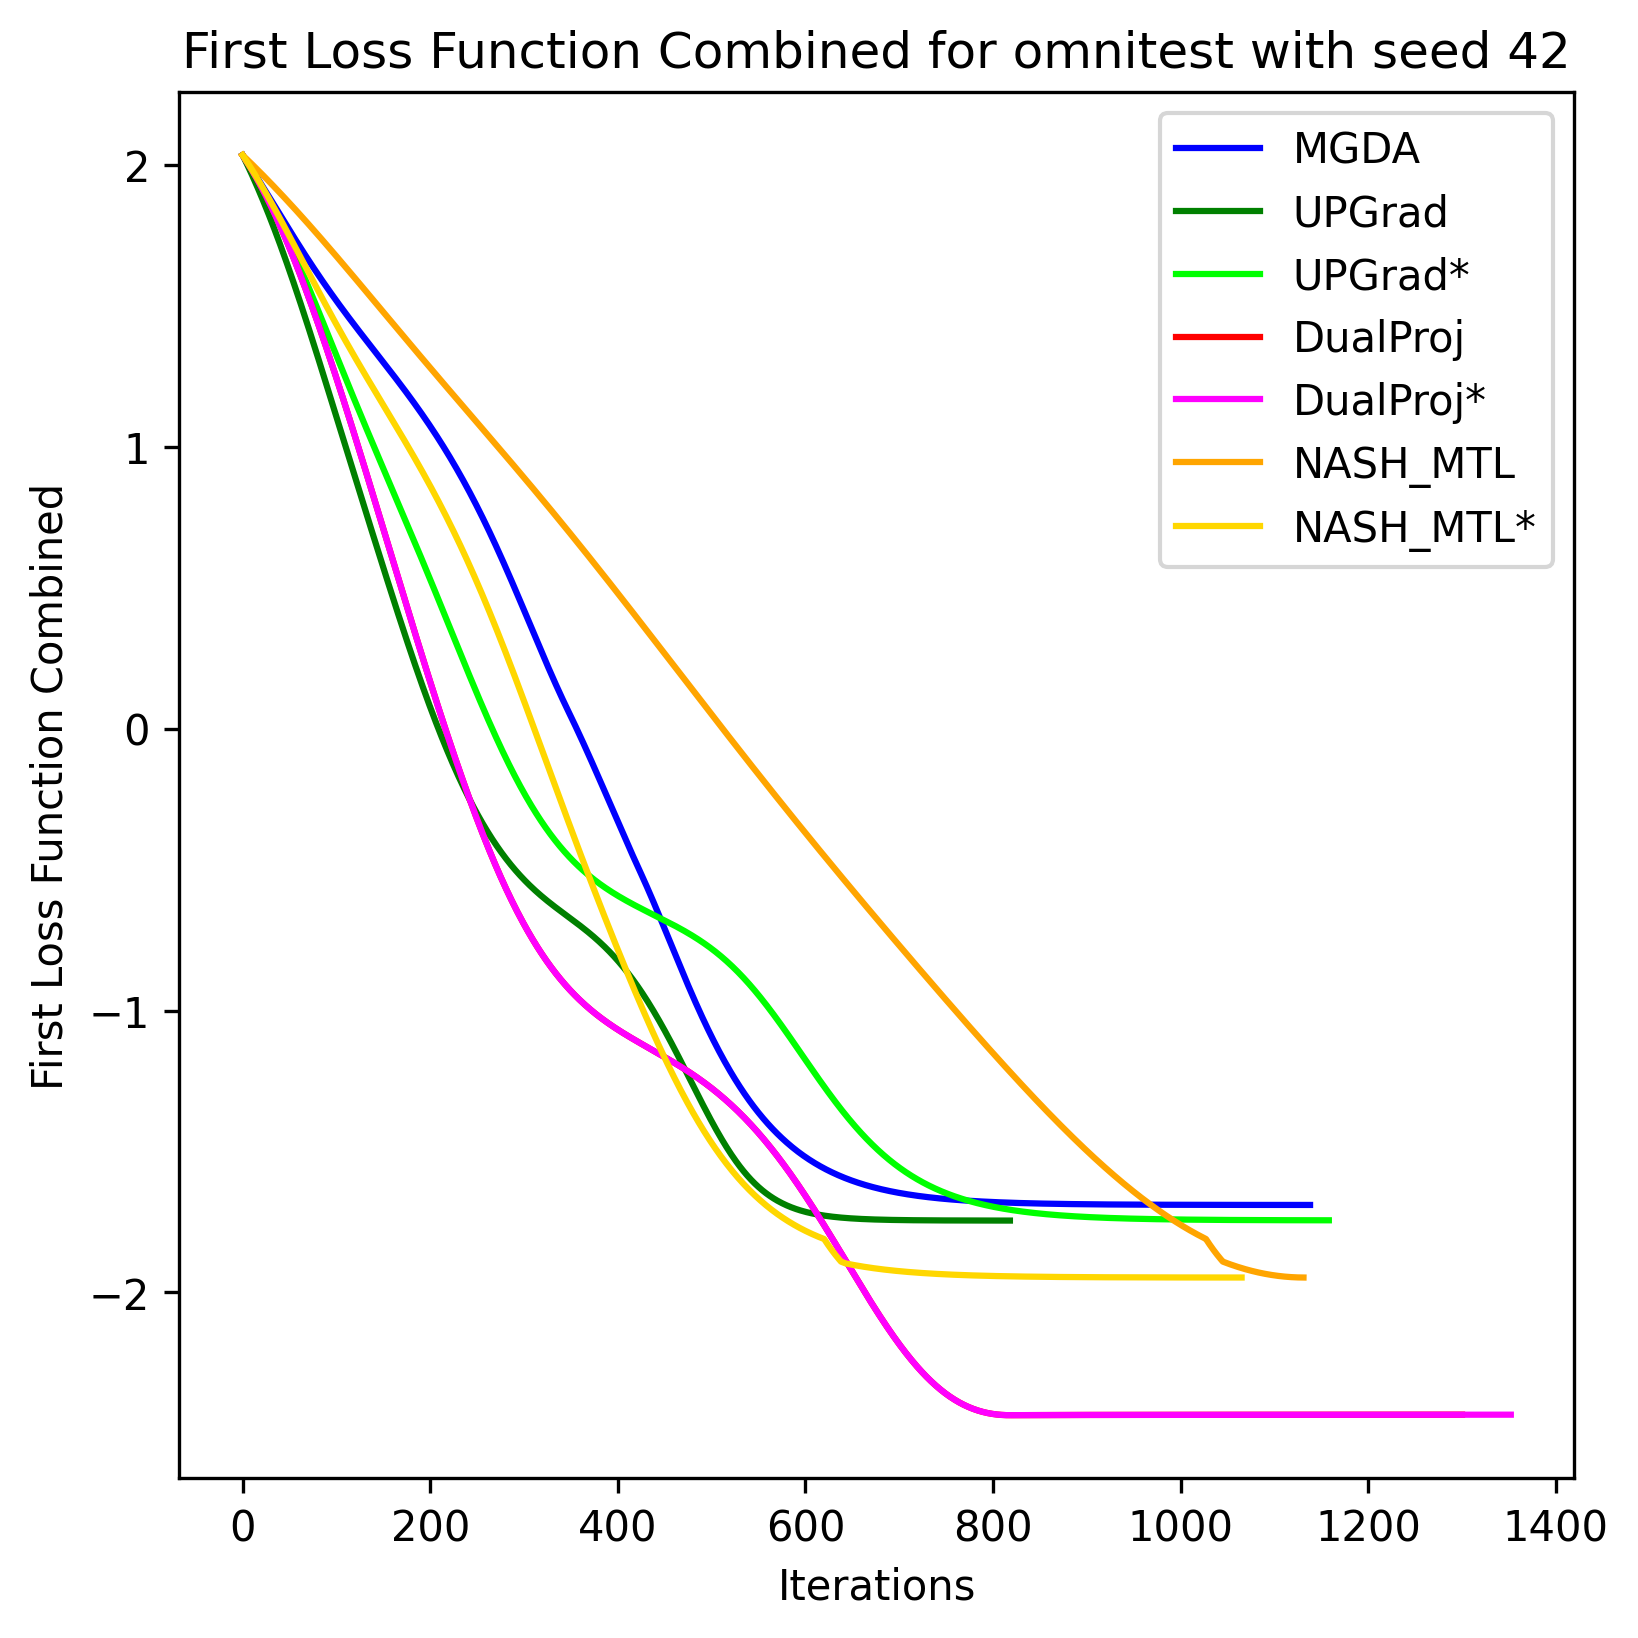 First Loss Function Combined for omnitest with seed 42
MGDA
UPGrad
UPGrad*
DualProj
DualProj*
NASH_MTL
NASH_MTL*
First Loss Function Combined
2
1
0
−1
−2
0 200 400 600 800 1000 1200 1400
Iterations